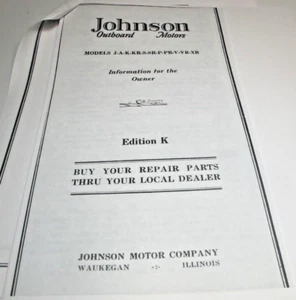 Johnson
Outboard Motors
MODELS J-A-K-KR-S-SR-P-PR-V-VR-XR
Information for the
Owner
Edition K
BUY YOUR REPAIR PARTS
THRU YOUR LOCAL DEALER
JOHNSON MOTOR COMPANY
WAUKEGAN -:- ILLINOIS